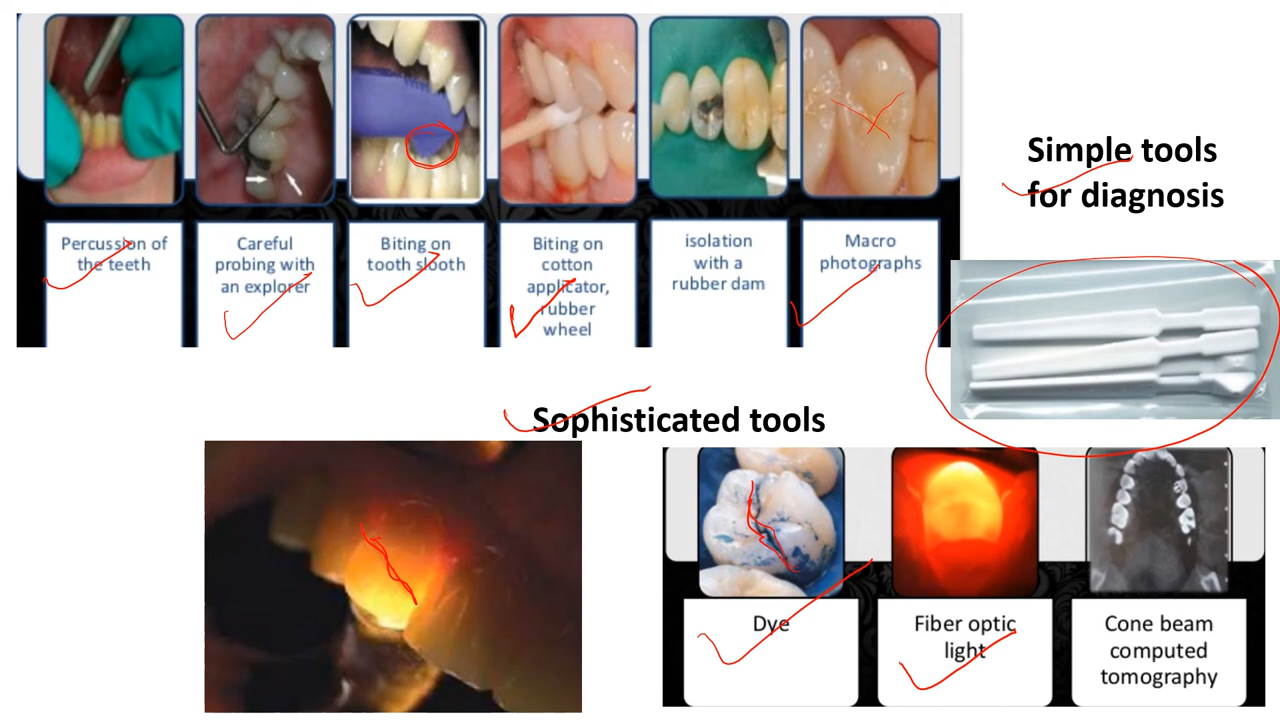 Simple tools
for diagnosis
Percussion of
the teeth
Careful
probing with
an explorer
Biting on
tooth slooth
Biting on
cotton
applicator,
rubber
wheel
isolation
with a
rubber dam
Macro
photographs
Sophisticated tools
Dye
Fiber optic
light
Cone beam
computed
tomography